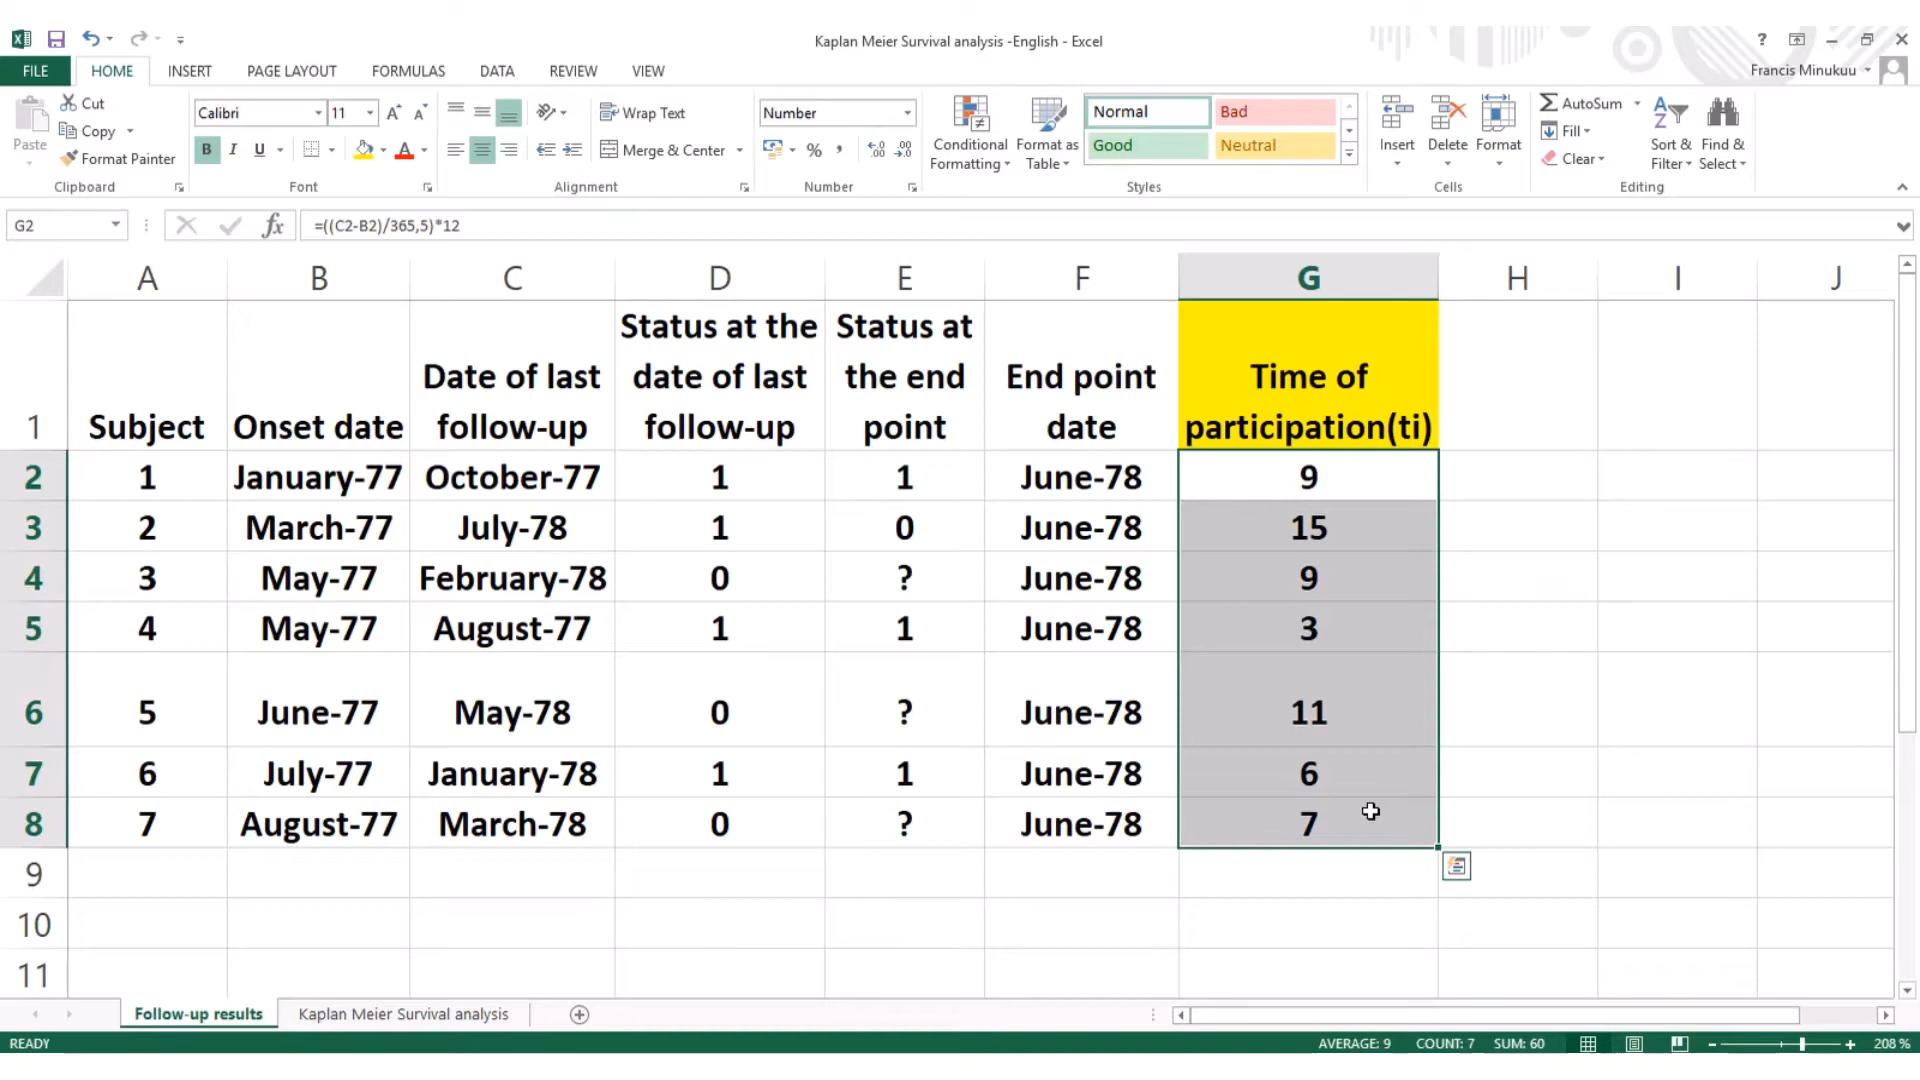 Kaplan Meier Survival analysis -English - Excel
?
FILE HOME INSERT PAGE LAYOUT FORMULAS DATA REVIEW VIEW Francis Minukuu
Paste
Cut
Copy
Format Painter
Clipboard
Calibri 11
B I U
Font
Wrap Text
Merge & Center
Alignment
Number
%
Number
Conditional Formatting
Format as Table
Normal Bad
Good Neutral
Styles
Insert Delete Format
Cells
AutoSum
Fill
Clear
Sort & Filter
Find & Select
Editing
G2 fx =((C2-B2)/365,5)*12
A B C D E F G H I J
1 Subject Onset date Date of last follow-up Status at the date of last follow-up Status at the end point End point date Time of participation(ti)
2 1 January-77 October-77 1 1 June-78 9
3 2 March-77 July-78 1 0 June-78 15
4 3 May-77 February-78 0 ? June-78 9
5 4 May-77 August-77 1 1 June-78 3
6 5 June-77 May-78 0 ? June-78 11
7 6 July-77 January-78 1 1 June-78 6
8 7 August-77 March-78 0 ? June-78 7
9
10
11
Follow-up results Kaplan Meier Survival analysis
READY AVERAGE: 9 COUNT: 7 SUM: 60 208 %